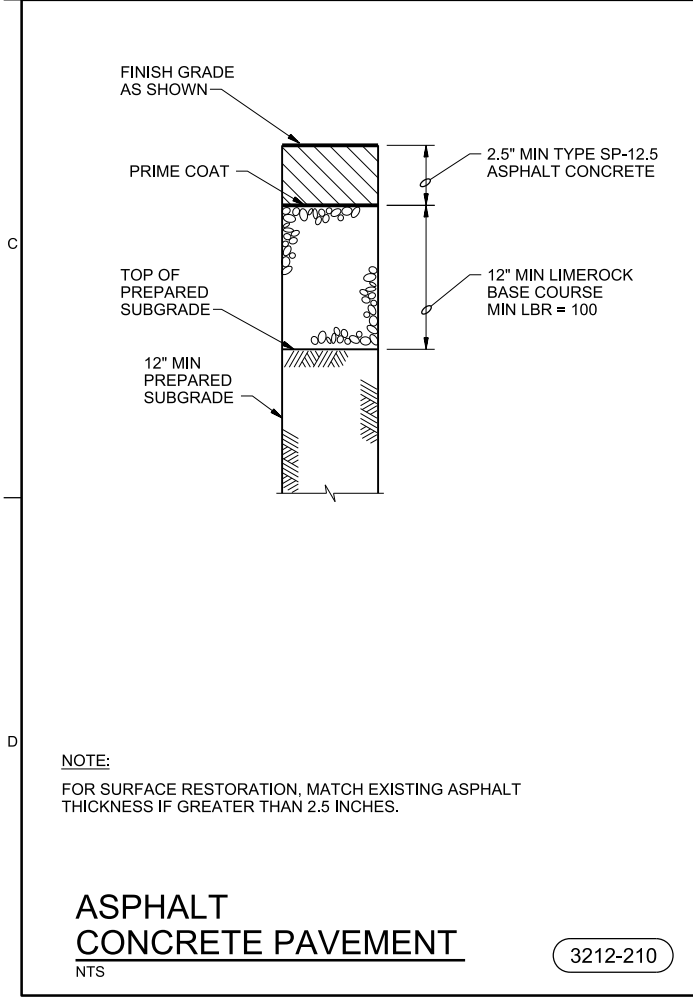 FINISH GRADE
AS SHOWN
PRIME COAT
2.5" MIN TYPE SP-12.5
ASPHALT CONCRETE
C
TOP OF
PREPARED
SUBGRADE
12" MIN LIMEROCK
BASE COURSE
MIN LBR = 100
12" MIN
PREPARED
SUBGRADE
D
NOTE:
FOR SURFACE RESTORATION, MATCH EXISTING ASPHALT
THICKNESS IF GREATER THAN 2.5 INCHES.
ASPHALT
CONCRETE PAVEMENT
NTS
3212-210